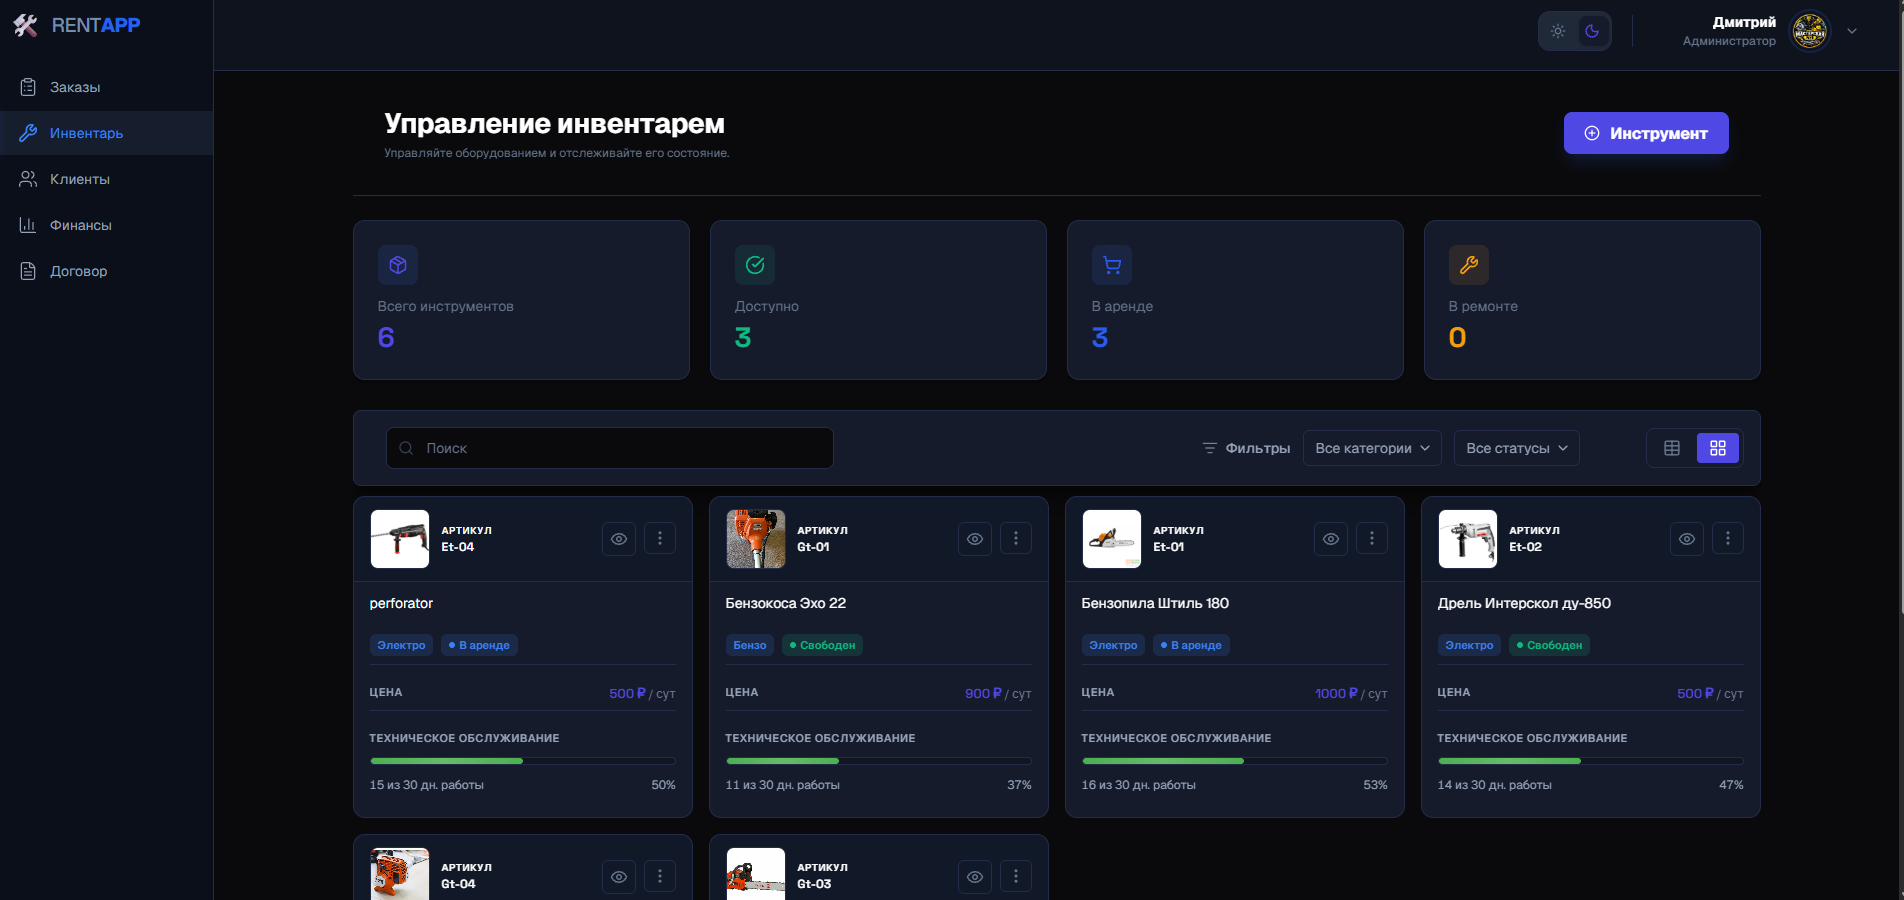 RENTAPP
Дмитрий
Администратор
Заказы
Инвентарь
Клиенты
Финансы
Договор
Управление инвентарем
Управляйте оборудованием и отслеживайте его состояние.
Инструмент
Всего инструментов
6
Доступно
3
В аренде
3
В ремонте
0
Поиск
Фильтры
Все категории
Все статусы
АРТИКУЛ
Et-04
perforator
Электро
В аренде
ЦЕНА
500 ₽ / сут
ТЕХНИЧЕСКОЕ ОБСЛУЖИВАНИЕ
15 из 30 дн. работы
50%
АРТИКУЛ
Gt-01
Бензокоса Эхо 22
Бензо
Свободен
ЦЕНА
900 ₽ / сут
ТЕХНИЧЕСКОЕ ОБСЛУЖИВАНИЕ
11 из 30 дн. работы
37%
АРТИКУЛ
Et-01
Бензопила Штиль 180
Электро
В аренде
ЦЕНА
1000 ₽ / сут
ТЕХНИЧЕСКОЕ ОБСЛУЖИВАНИЕ
16 из 30 дн. работы
53%
АРТИКУЛ
Et-02
Дрель Интерскол ду-850
Электро
Свободен
ЦЕНА
500 ₽ / сут
ТЕХНИЧЕСКОЕ ОБСЛУЖИВАНИЕ
14 из 30 дн. работы
47%
АРТИКУЛ
Gt-04
АРТИКУЛ
Gt-03